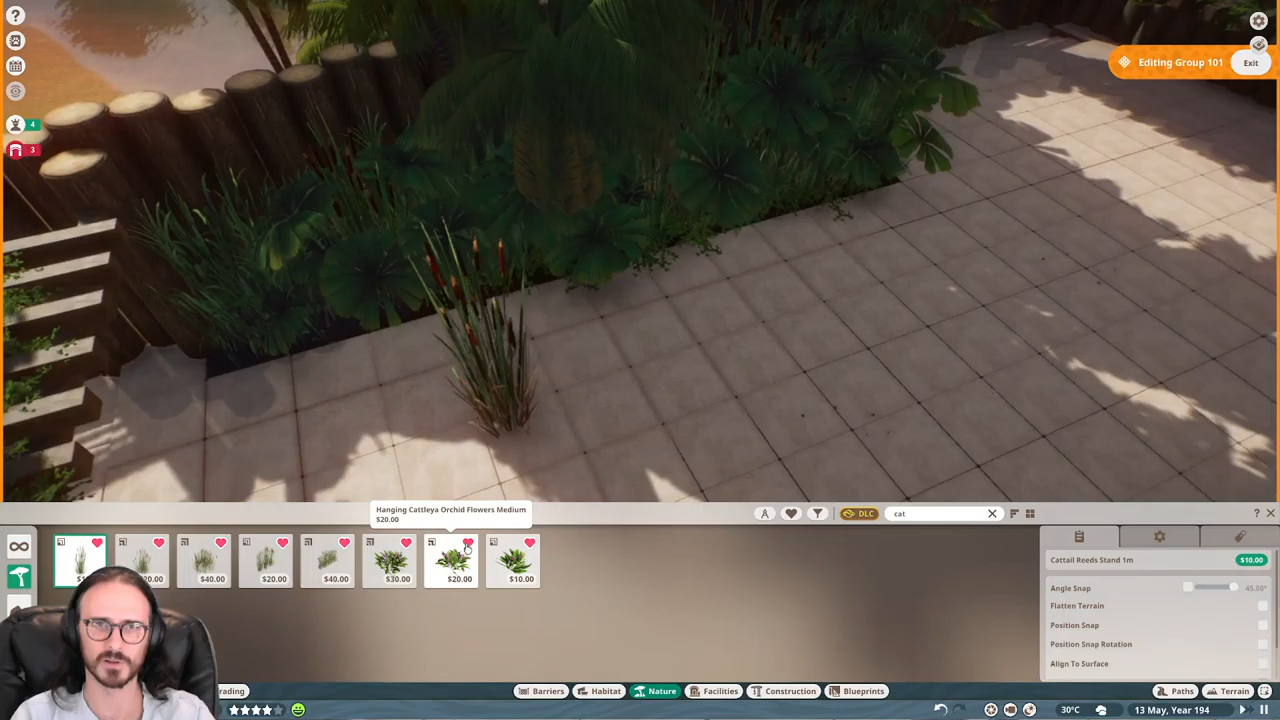 ?
Editing Group 101
Exit
4
3
Hanging Cattleya Orchid Flowers Medium
$20.00
DLC
cat
?
$40.00
$20.00
$40.00
$30.00
$20.00
$10.00
Cattail Reeds Stand 1m
$10.00
Angle Snap
45.00°
Flatten Terrain
Position Snap
Position Snap Rotation
Align To Surface
Barriers
Habitat
Nature
Facilities
Construction
Blueprints
Paths
Terrain
30°C
13 May, Year 194